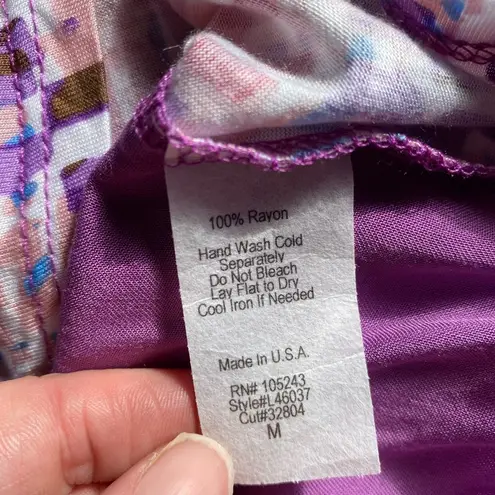 100% Rayon
Hand Wash Cold
Separately
Do Not Bleach
Lay Flat to Dry
Cool Iron If Needed
Made In U.S.A.
RN# 105243
Style#L46037
Cut#32804
M